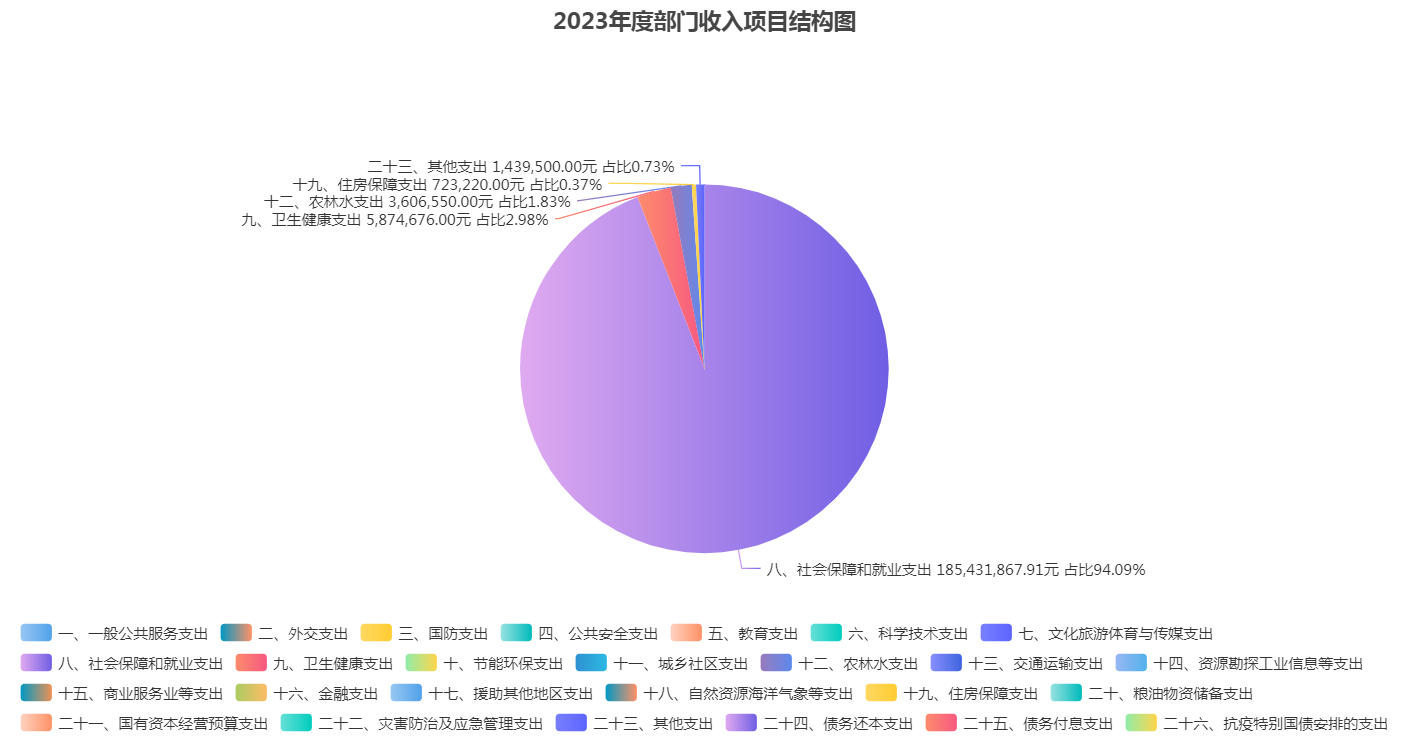 2023年度部门收入项目结构图
二十三、其他支出 1,439,500.00元 占比0.73%
十九、住房保障支出 723,220.00元 占比0.37%
十二、农林水支出 3,606,550.00元 占比1.83%
九、卫生健康支出 5,874,676.00元 占比2.98%
八、社会保障和就业支出 185,431,867.91元 占比94.09%
一、一般公共服务支出 二、外交支出 三、国防支出 四、公共安全支出 五、教育支出 六、科学技术支出 七、文化旅游体育与传媒支出
八、社会保障和就业支出 九、卫生健康支出 十、节能环保支出 十一、城乡社区支出 十二、农林水支出 十三、交通运输支出 十四、资源勘探工业信息等支出
十五、商业服务业等支出 十六、金融支出 十七、援助其他地区支出 十八、自然资源海洋气象等支出 十九、住房保障支出 二十、粮油物资储备支出
二十一、国有资本经营预算支出 二十二、灾害防治及应急管理支出 二十三、其他支出 二十四、债务还本支出 二十五、债务付息支出 二十六、抗疫特别国债安排的支出